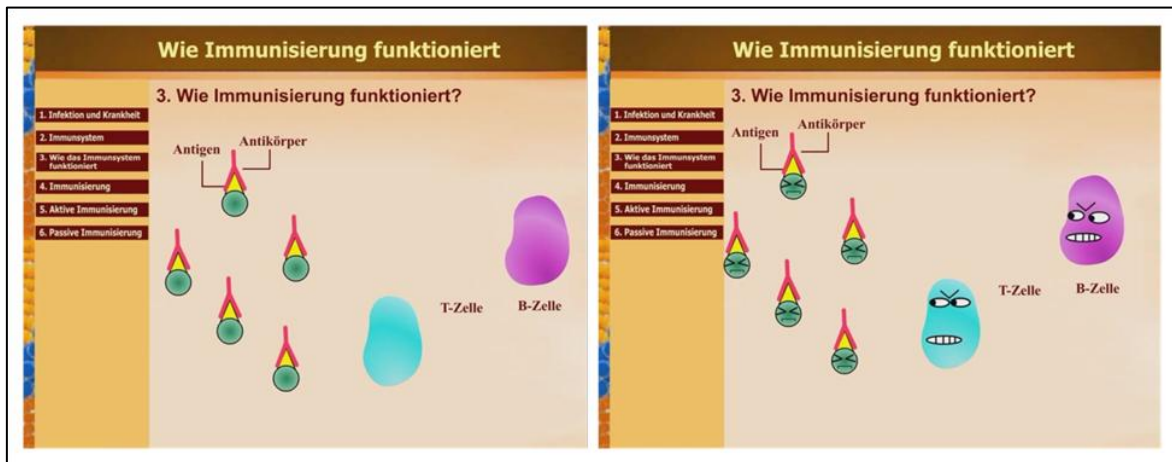 Wie Immunisierung funktioniert
3. Wie Immunisierung funktioniert?
1. Infektion und Krankheit
2. Immunsystem
3. Wie das Immunsystem
funktioniert
4. Immunisierung
5. Aktive Immunisierung
6. Passive Immunisierung
Antikörper
Antigen
T-Zelle
B-Zelle
Wie Immunisierung funktioniert
3. Wie Immunisierung funktioniert?
1. Infektion und Krankheit
2. Immunsystem
3. Wie das Immunsystem
funktioniert
4. Immunisierung
5. Aktive Immunisierung
6. Passive Immunisierung
Antikörper
Antigen
T-Zelle
B-Zelle